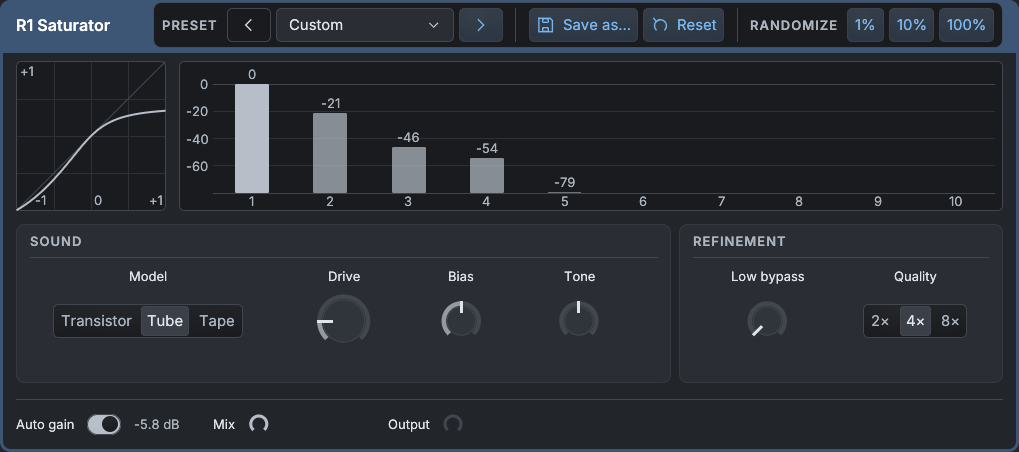 R1 Saturator
PRESET
Custom
Save as...
Reset
RANDOMIZE
1%
10%
100%
+1
-1
0
+1
0
-20
-40
-60
0
-21
-46
-54
-79
1 2 3 4 5 6 7 8 9 10
SOUND
Model Drive Bias Tone
Transistor Tube Tape
REFINEMENT
Low bypass Quality
2× 4× 8×
Auto gain -5.8 dB Mix Output